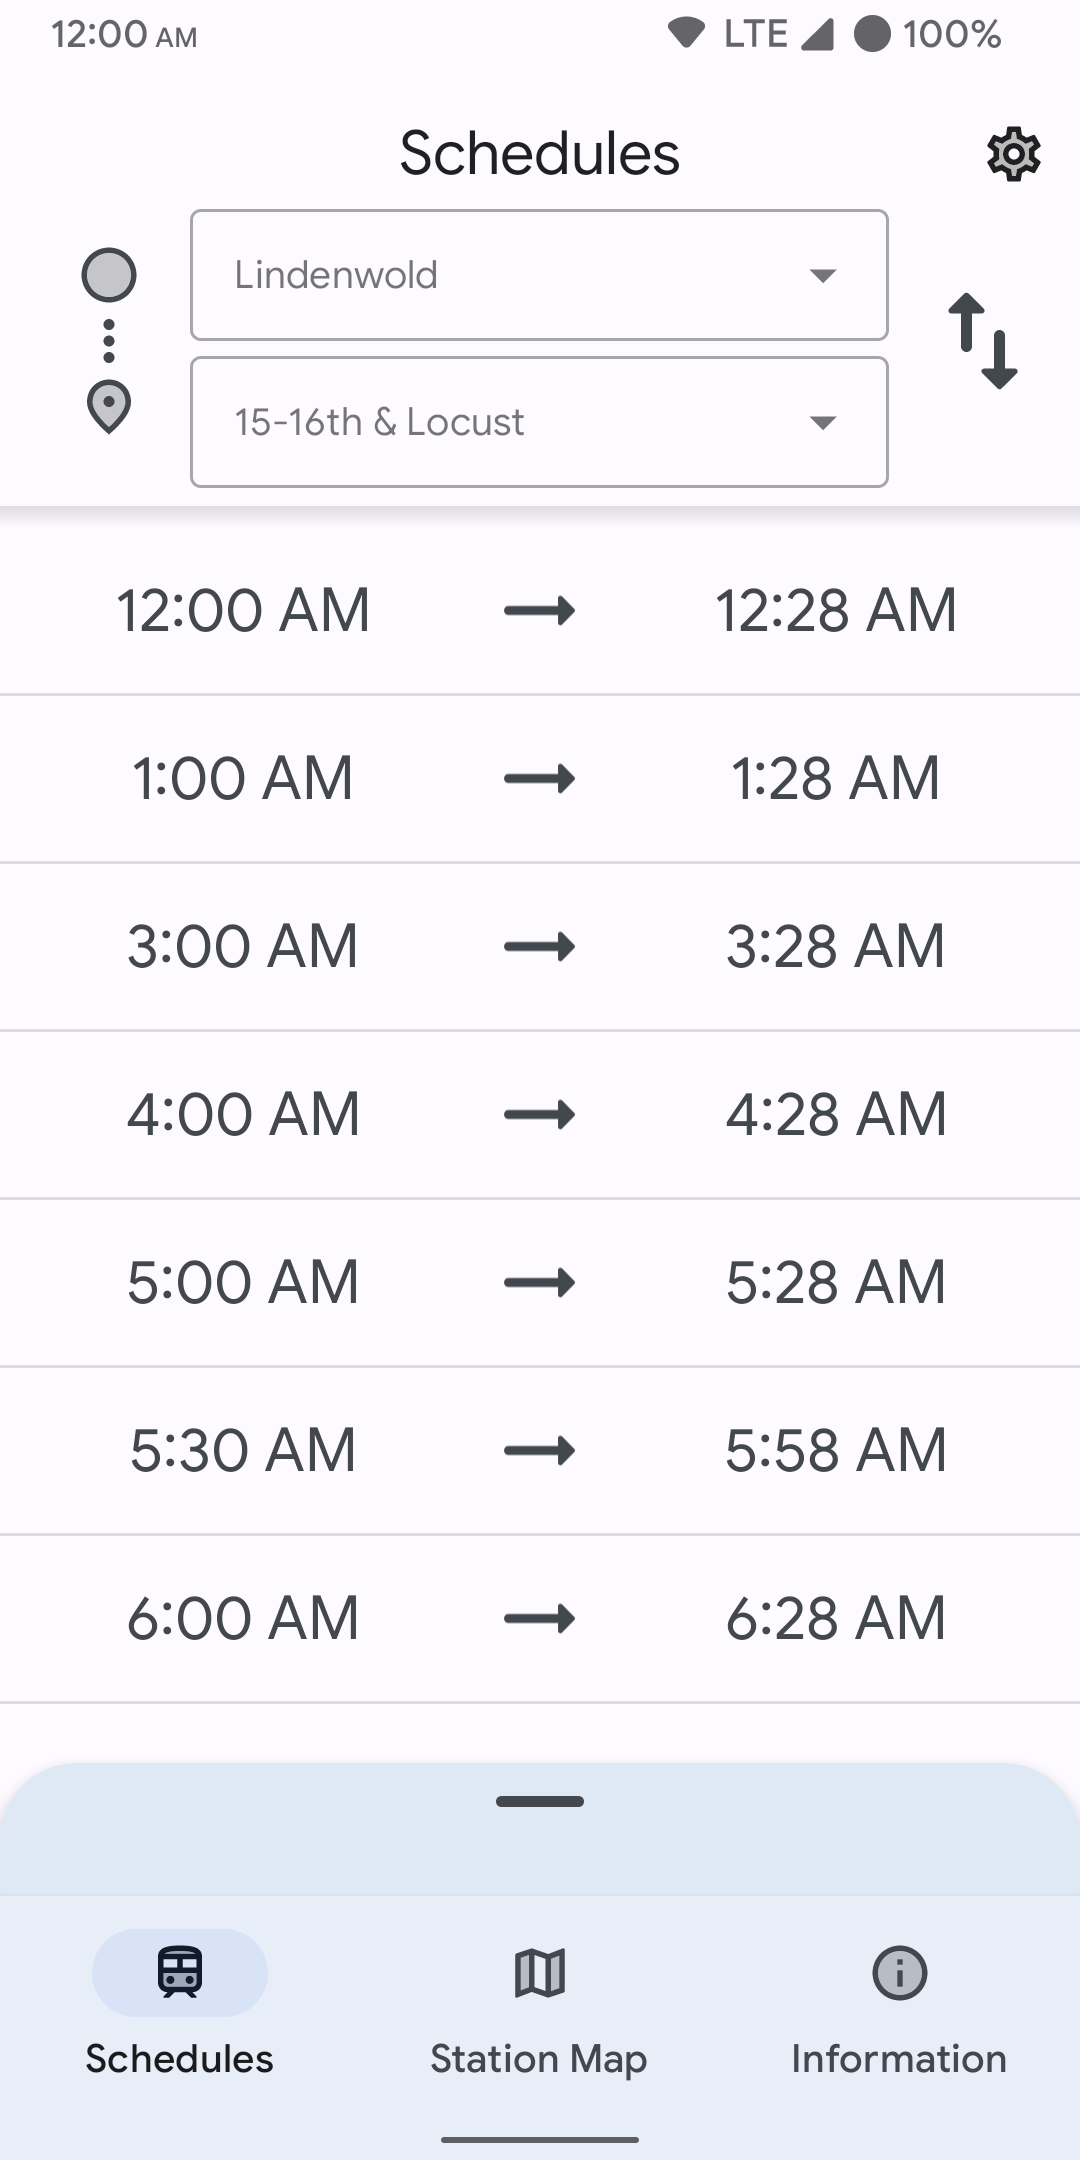 12:00 AM LTE 100%
Schedules
Lindenwold
15-16th & Locust
12:00 AM 12:28 AM
1:00 AM 1:28 AM
3:00 AM 3:28 AM
4:00 AM 4:28 AM
5:00 AM 5:28 AM
5:30 AM 5:58 AM
6:00 AM 6:28 AM
Schedules Station Map Information